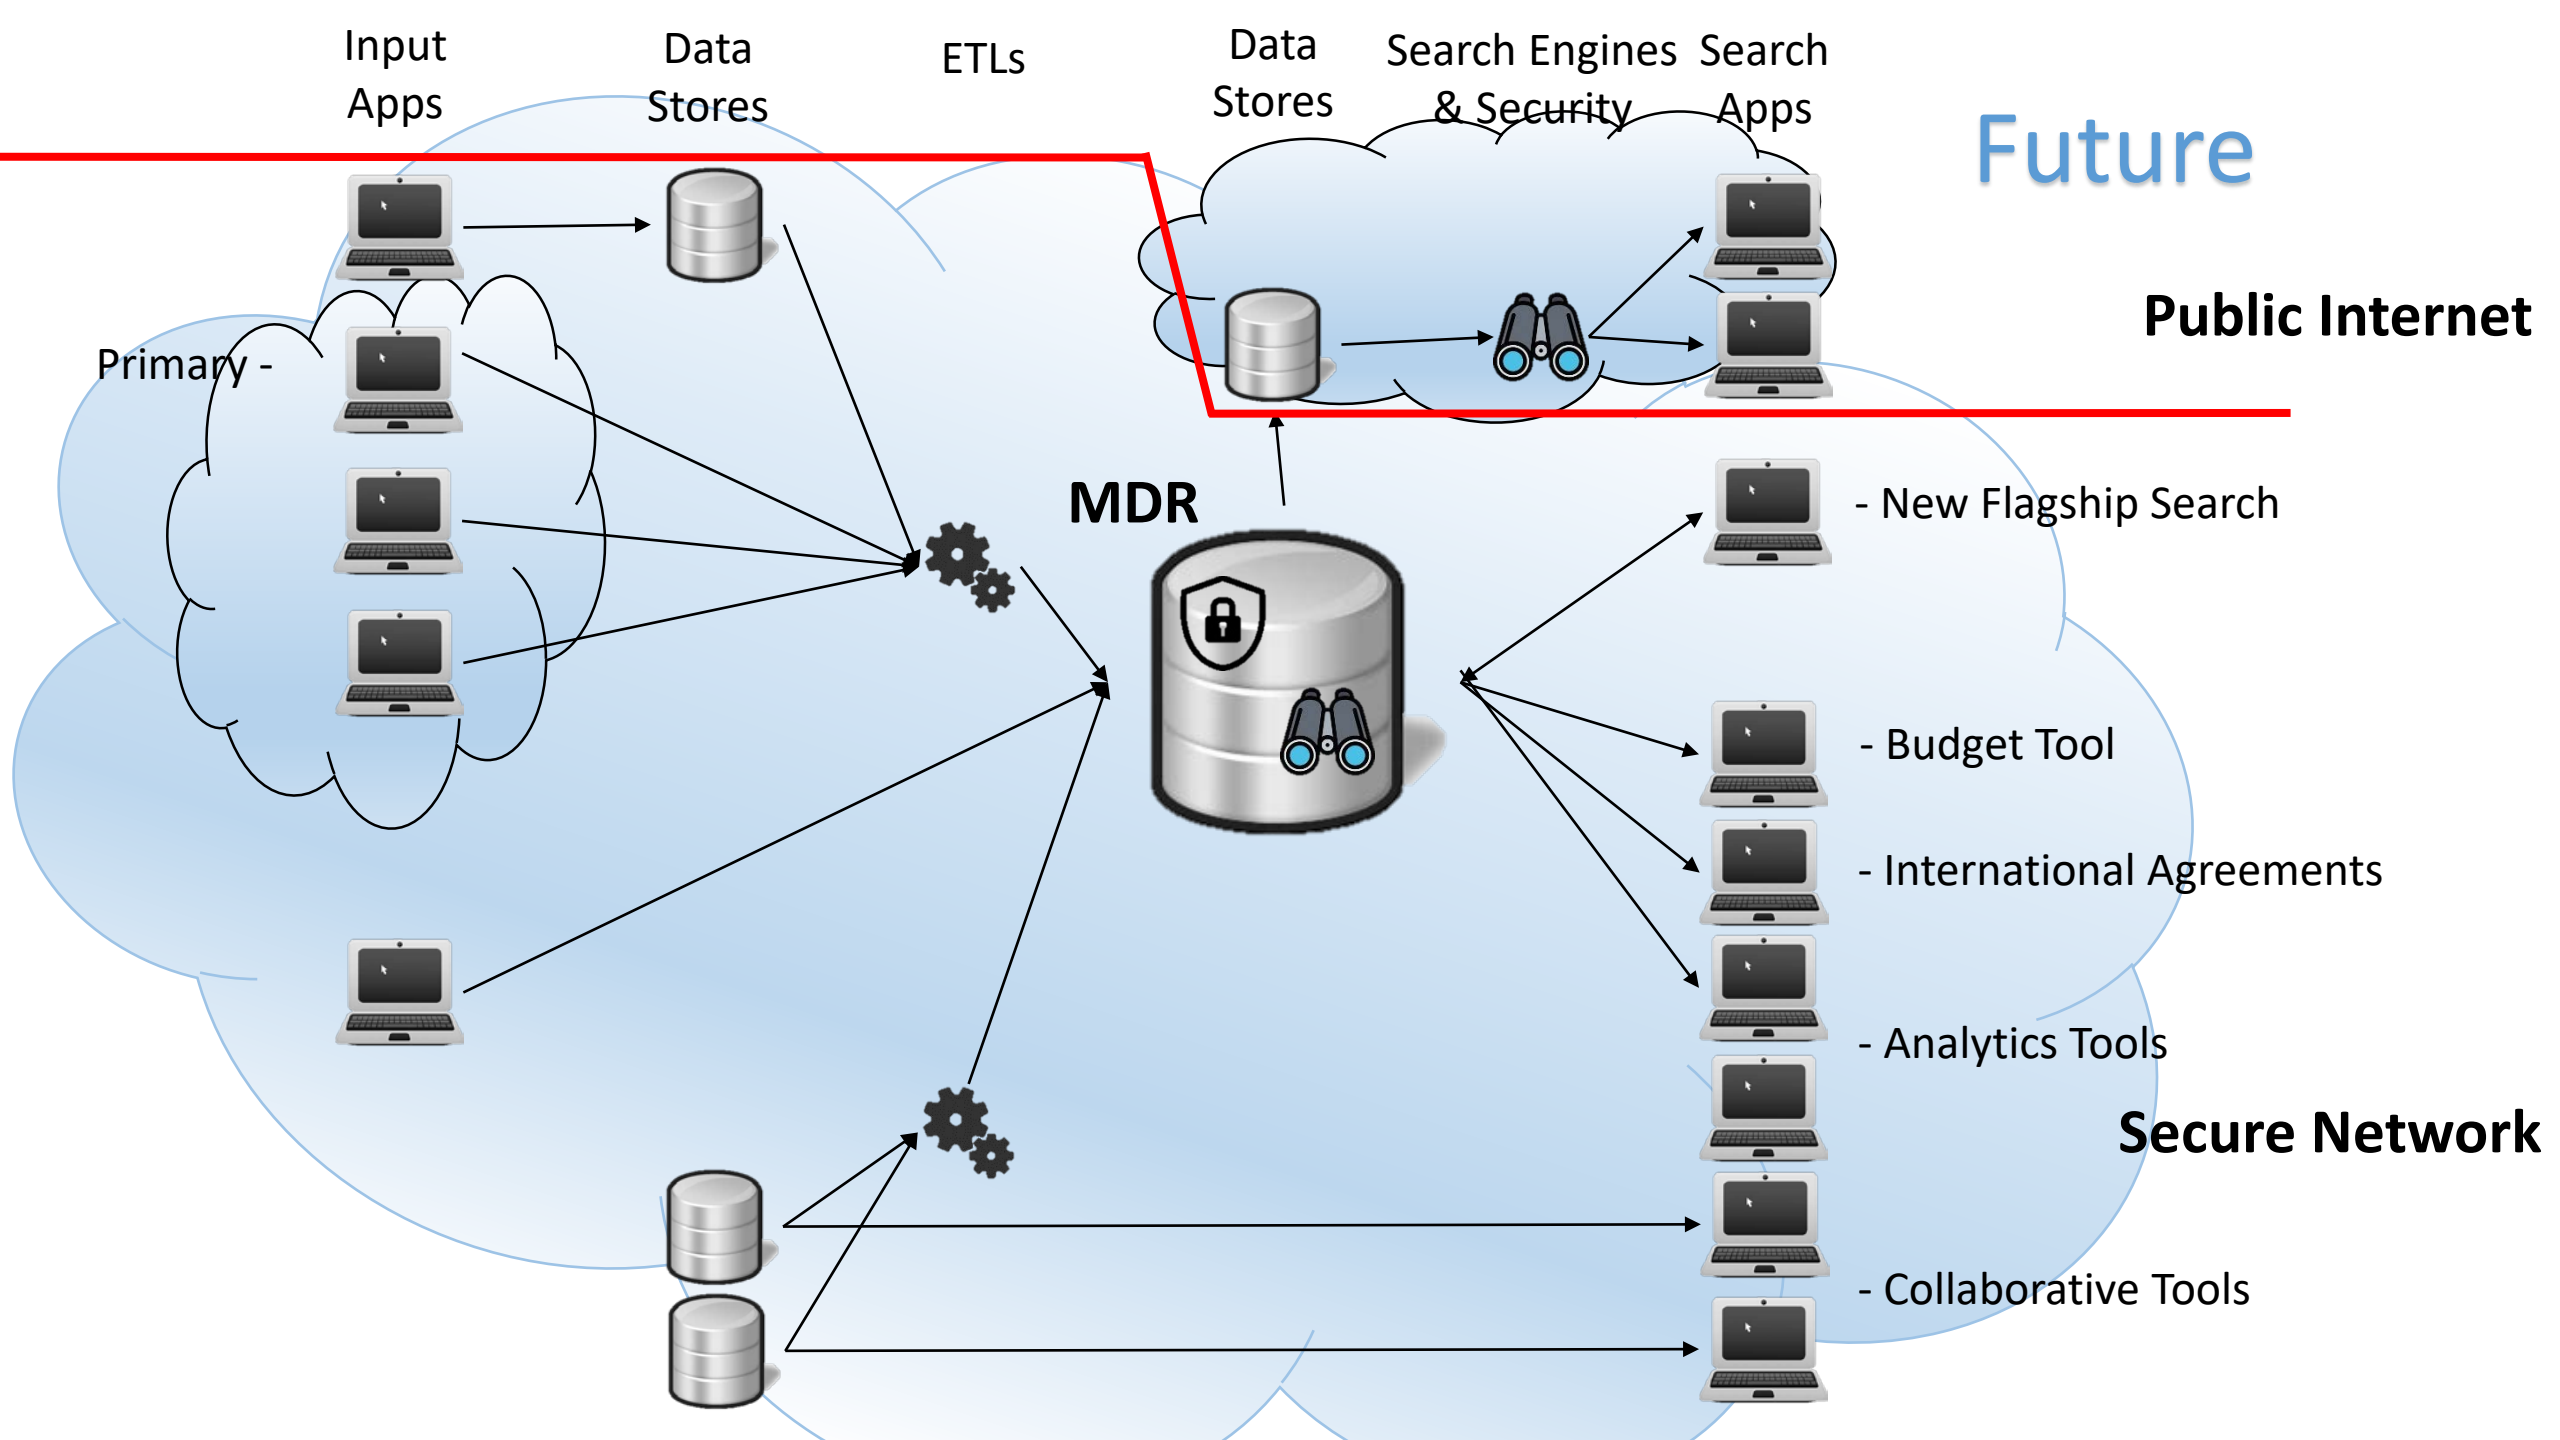 Input
Apps
Data
Stores
ETLs
Data
Stores
Search Engines
& Security
Search
Apps
Future
Public Internet
Primary -
MDR
- New Flagship Search
- Budget Tool
- International Agreements
- Analytics Tools
Secure Network
- Collaborative Tools